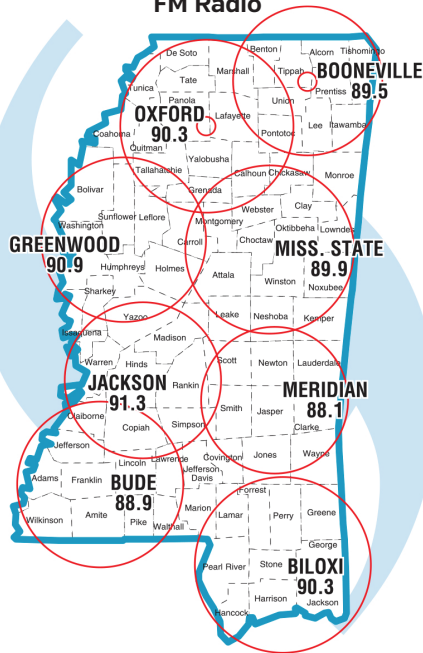 FM Radio
De Soto
Benton
Alcorn
Tishomingo
Marshall
Tippah
BOONEVILLE
89.5
Tate
Tunica
Panola
Prentiss
Union
OXFORD
90.3
Lafayette
Lee
Itawamba
Pontotoc
Coahoma
Quitman
Yalobusha
Tallahatchie
Calhoun
Chickasaw
Monroe
Bolivar
Grenada
Clay
Webster
Sunflower
Leflore
Montgomery
Washington
Oktibbeha
Lowndes
Carroll
Choctaw
GREENWOOD
90.9
MISS. STATE
89.9
Humphreys
Holmes
Attala
Winston
Noxubee
Sharkey
Yazoo
Leake
Neshoba
Kemper
Issaquena
Madison
Warren
Hinds
Scott
Newton
Lauderdale
JACKSON
91.3
Rankin
MERIDIAN
88.1
Smith
Jasper
Claiborne
Copiah
Simpson
Clarke
Jefferson
Lincoln
Lawrence
Covington
Jones
Wayne
Jefferson
Davis
Adams
Franklin
BUDE
88.9
Forrest
Marion
Lamar
Perry
Greene
Wilkinson
Amite
Pike
Walthall
George
Pearl River
Stone
BILOXI
90.3
Harrison
Jackson
Hancock